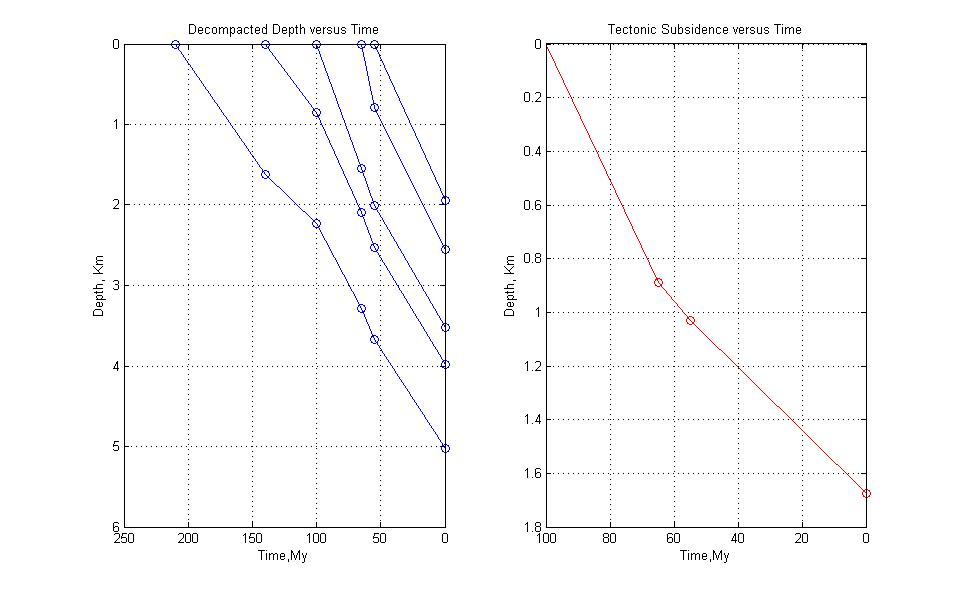 Decompacted Depth versus Time
0
1
2
3
4
5
6
Depth, Km
250 200 150 100 50 0
Time,My
Tectonic Subsidence versus Time
0
0.2
0.4
0.6
0.8
1
1.2
1.4
1.6
1.8
Depth, Km
100 80 60 40 20 0
Time,My